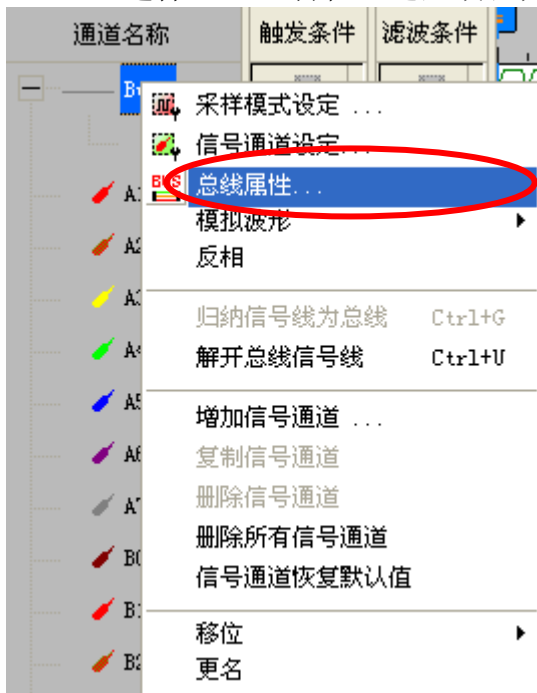 通道名称 触发条件 滤波条件
采样模式设定 ...
信号通道设定...
BUS 总线属性...
模拟波形
A2
反相
归纳信号线为总线 Ctrl+G
解开总线信号线 Ctrl+U
增加信号通道 ...
复制信号通道
删除信号通道
删除所有信号通道
信号通道恢复默认值
移位
更名